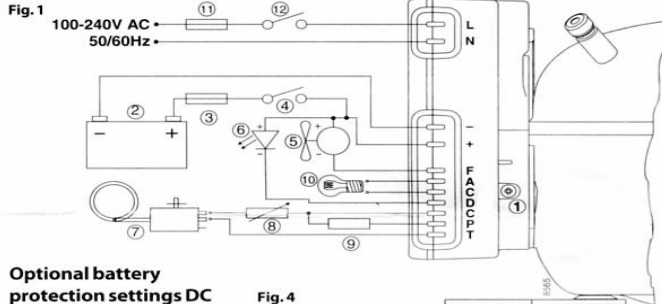 Fig. 1
100-240V AC
50/60Hz
11
12
L
N
2
3
4
– +
6
+
–
5
+
–
10
–
+
F
A
C
D
C
P
T
1
7
8
9
8565
Optional battery
protection settings DC
Fig. 4